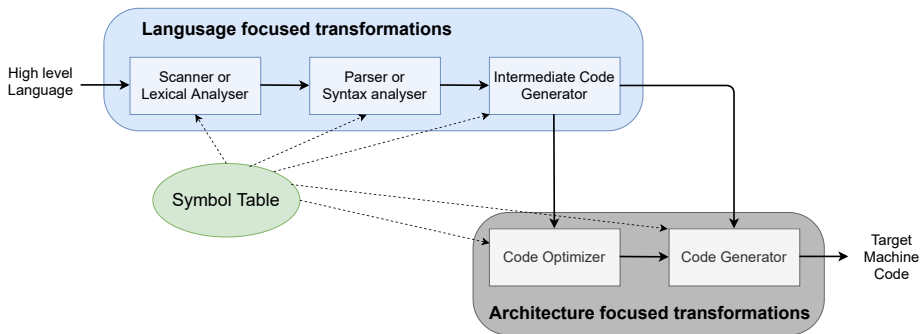 Langusage focused transformations
High level
Language
Scanner or
Lexical Analyser
Parser or
Syntax analyser
Intermediate Code
Generator
Symbol Table
Code Optimizer
Code Generator
Target
Machine
Code
Architecture focused transformations